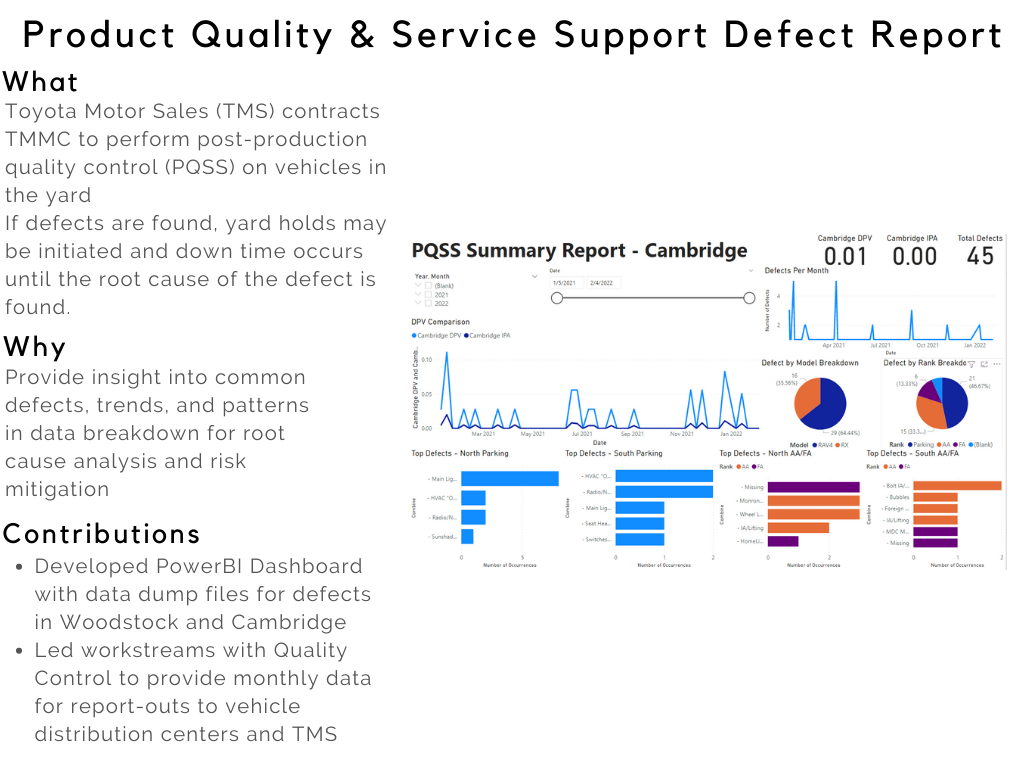 Product Quality & Service Support Defect Report
What
Toyota Motor Sales (TMS) contracts
TMMC to perform post-production
quality control (PQSS) on vehicles in
the yard
If defects are found, yard holds may
be initiated and down time occurs
until the root cause of the defect is
found.
Why
Provide insight into common
defects, trends, and patterns
in data breakdown for root
cause analysis and risk
mitigation
Contributions
• Developed PowerBI Dashboard
with data dump files for defects
in Woodstock and Cambridge
• Led workstreams with Quality
Control to provide monthly data
for report-outs to vehicle
distribution centers and TMS
PQSS Summary Report - Cambridge
Cambridge DPV
0.01
Cambridge IPA
0.00
Total Defects
45
Year, Month
(Blank)
2021
2022
Date
1/5/2021 2/4/2022
Defects Per Month
Number of Defects
4
2
Apr 2021 Jul 2021 Oct 2021 Jan 2022
Date
DPV Comparison
Cambridge DPV Cambridge IPA
Cambridge DPV and Camb...
0.10
0.05
0.00
Mar 2021 May 2021 Jul 2021 Sep 2021 Nov 2021 Jan 2022
Date
Defect by Model Breakdown
16
(35.56%)
29 (64.44%)
Model RAV4 RX
Defect by Rank Breakdo
6
(13.33%)
21
(46.67%)
15 (33.3...)
Rank Parking AA FA (Blank)
Top Defects - North Parking
Combine
- Main Lig...
- HVAC "O...
- Radio/N...
- Sunshad...
0 5
Number of Occurrences
Top Defects - South Parking
Combine
- HVAC "O...
- Radio/N...
- Main Lig...
- Seat Hea...
- Switches...
0 1 2
Number of Occurrences
Top Defects - North AA/FA
Rank AA FA
Combine
- Missing
- Wheel L...
- IA/Lifting
- HomeLi...
0 2
Number of Occurrences
Top Defects - South AA/FA
Rank AA FA
Combine
- Bolt IA/...
- Bubbles
- Foreign ...
- IA/Lifting
- MDC M...
- Missing
0 1 2
Number of Occurrences